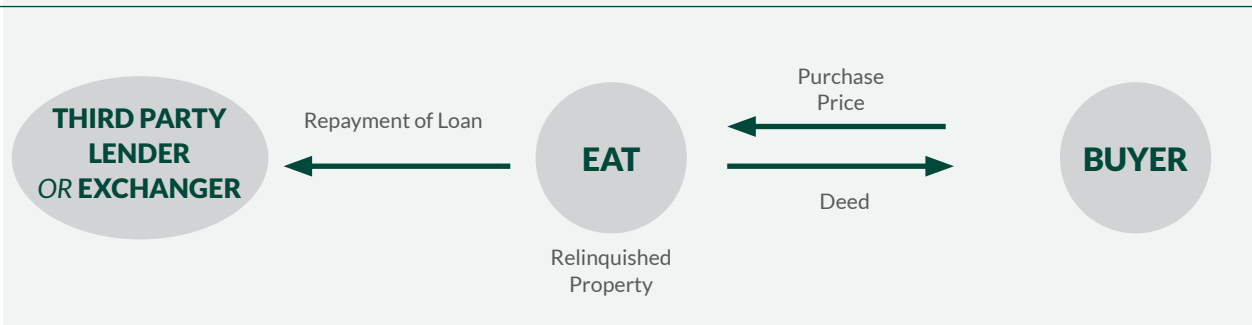 THIRD PARTY
LENDER
OR EXCHANGER
Repayment of Loan
EAT
Relinquished
Property
Purchase
Price
Deed
BUYER